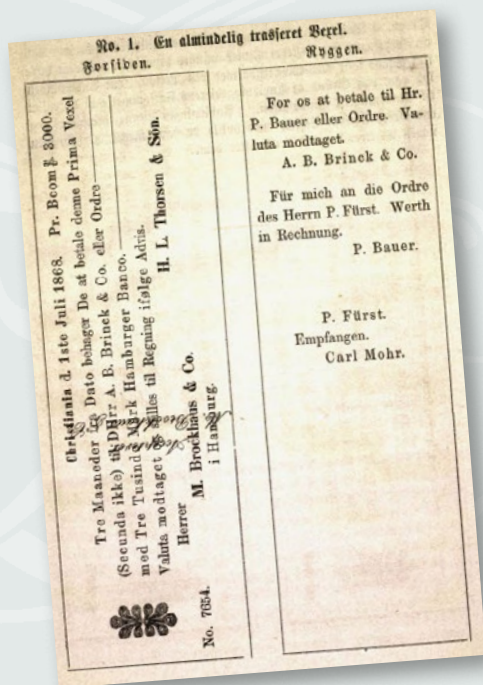 No. 1. En almindelig trasseret Vexel.
Forsiden.
Christiania d. 1ste Juli 1868. Pr. Bcomk. 3000.
Tre Maaneder fra Dato behager De at betale denne Prima Vexel
(Secunda ikke) til DHrr A. B. Brinck & Co. eller Ordre
med Tre Tusinde Mark Hamburger Banco.
Valuta modtaget og stilles til Regning ifølge Advis.
H. L. Thorsen & Sön.
Herrer
M. Brockhaus & Co.
i Hamburg.
No. 7654.
Ryggen.
For os at betale til Hr.
P. Bauer eller Ordre. Va-
luta modtaget.
A. B. Brinck & Co.
Für mich an die Ordre
des Herrn P. Fürst. Werth
in Rechnung.
P. Bauer.
P. Fürst.
Empfangen.
Carl Mohr.